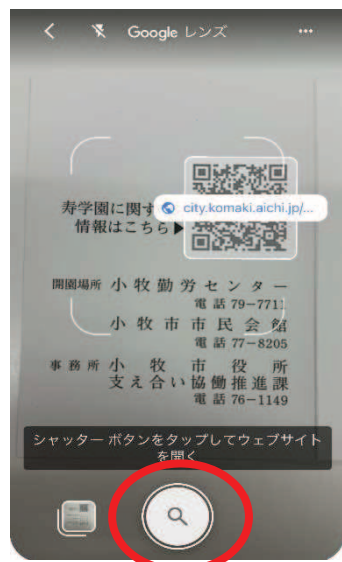 Google レンズ
寿学園に関す
city.komaki.aichi.jp/...
情報はこちら▶
開園場所 小牧勤労センター
電話 79-7711
小牧市市民会館
電話 77-8205
事務所 小牧市役所
支え合い協働推進課
電話 76-1149
シャッター ボタンをタップしてウェブサイト
を開く